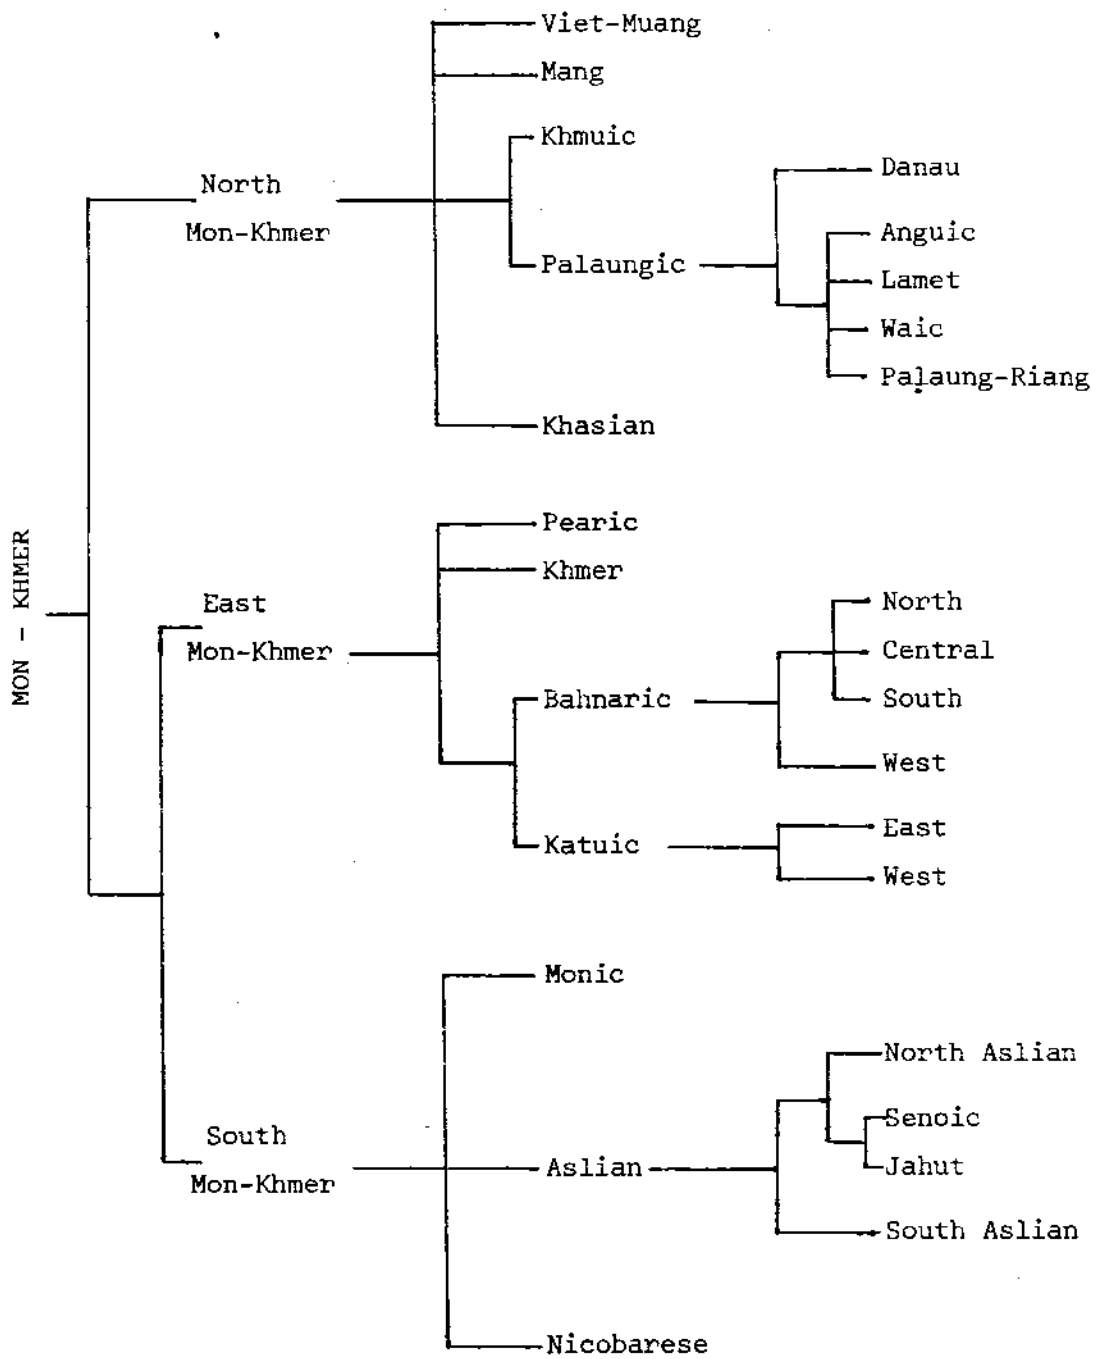 Viet-Muang
Mang
Khmuic
Danau
North
Mon-Khmer
Anguic
Palaungic
Lamet
Waic
Palaung-Riang
Khasian
Pearic
Khmer
MON - KHMER
East
Mon-Khmer
North
Central
Bahnaric
South
West
East
Katuic
West
Monic
North Aslian
Senoic
South
Mon-Khmer
Aslian
Jahut
South Aslian
Nicobarese